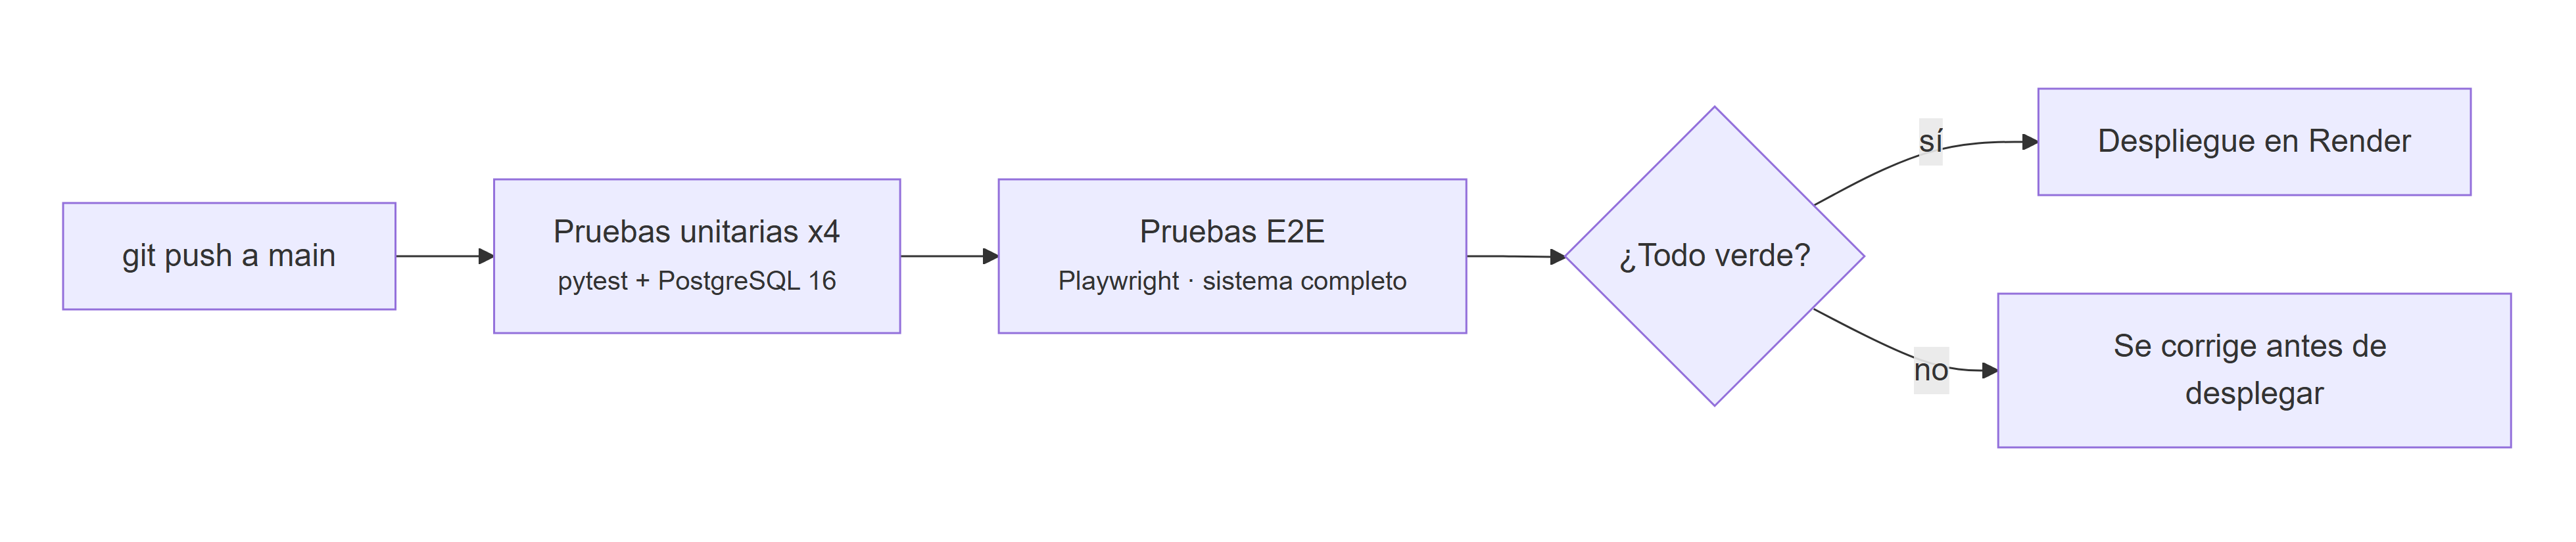 git push a main
Pruebas unitarias x4
pytest + PostgreSQL 16
Pruebas E2E
Playwright · sistema completo
¿Todo verde?
sí
Despliegue en Render
no
Se corrige antes de
desplegar